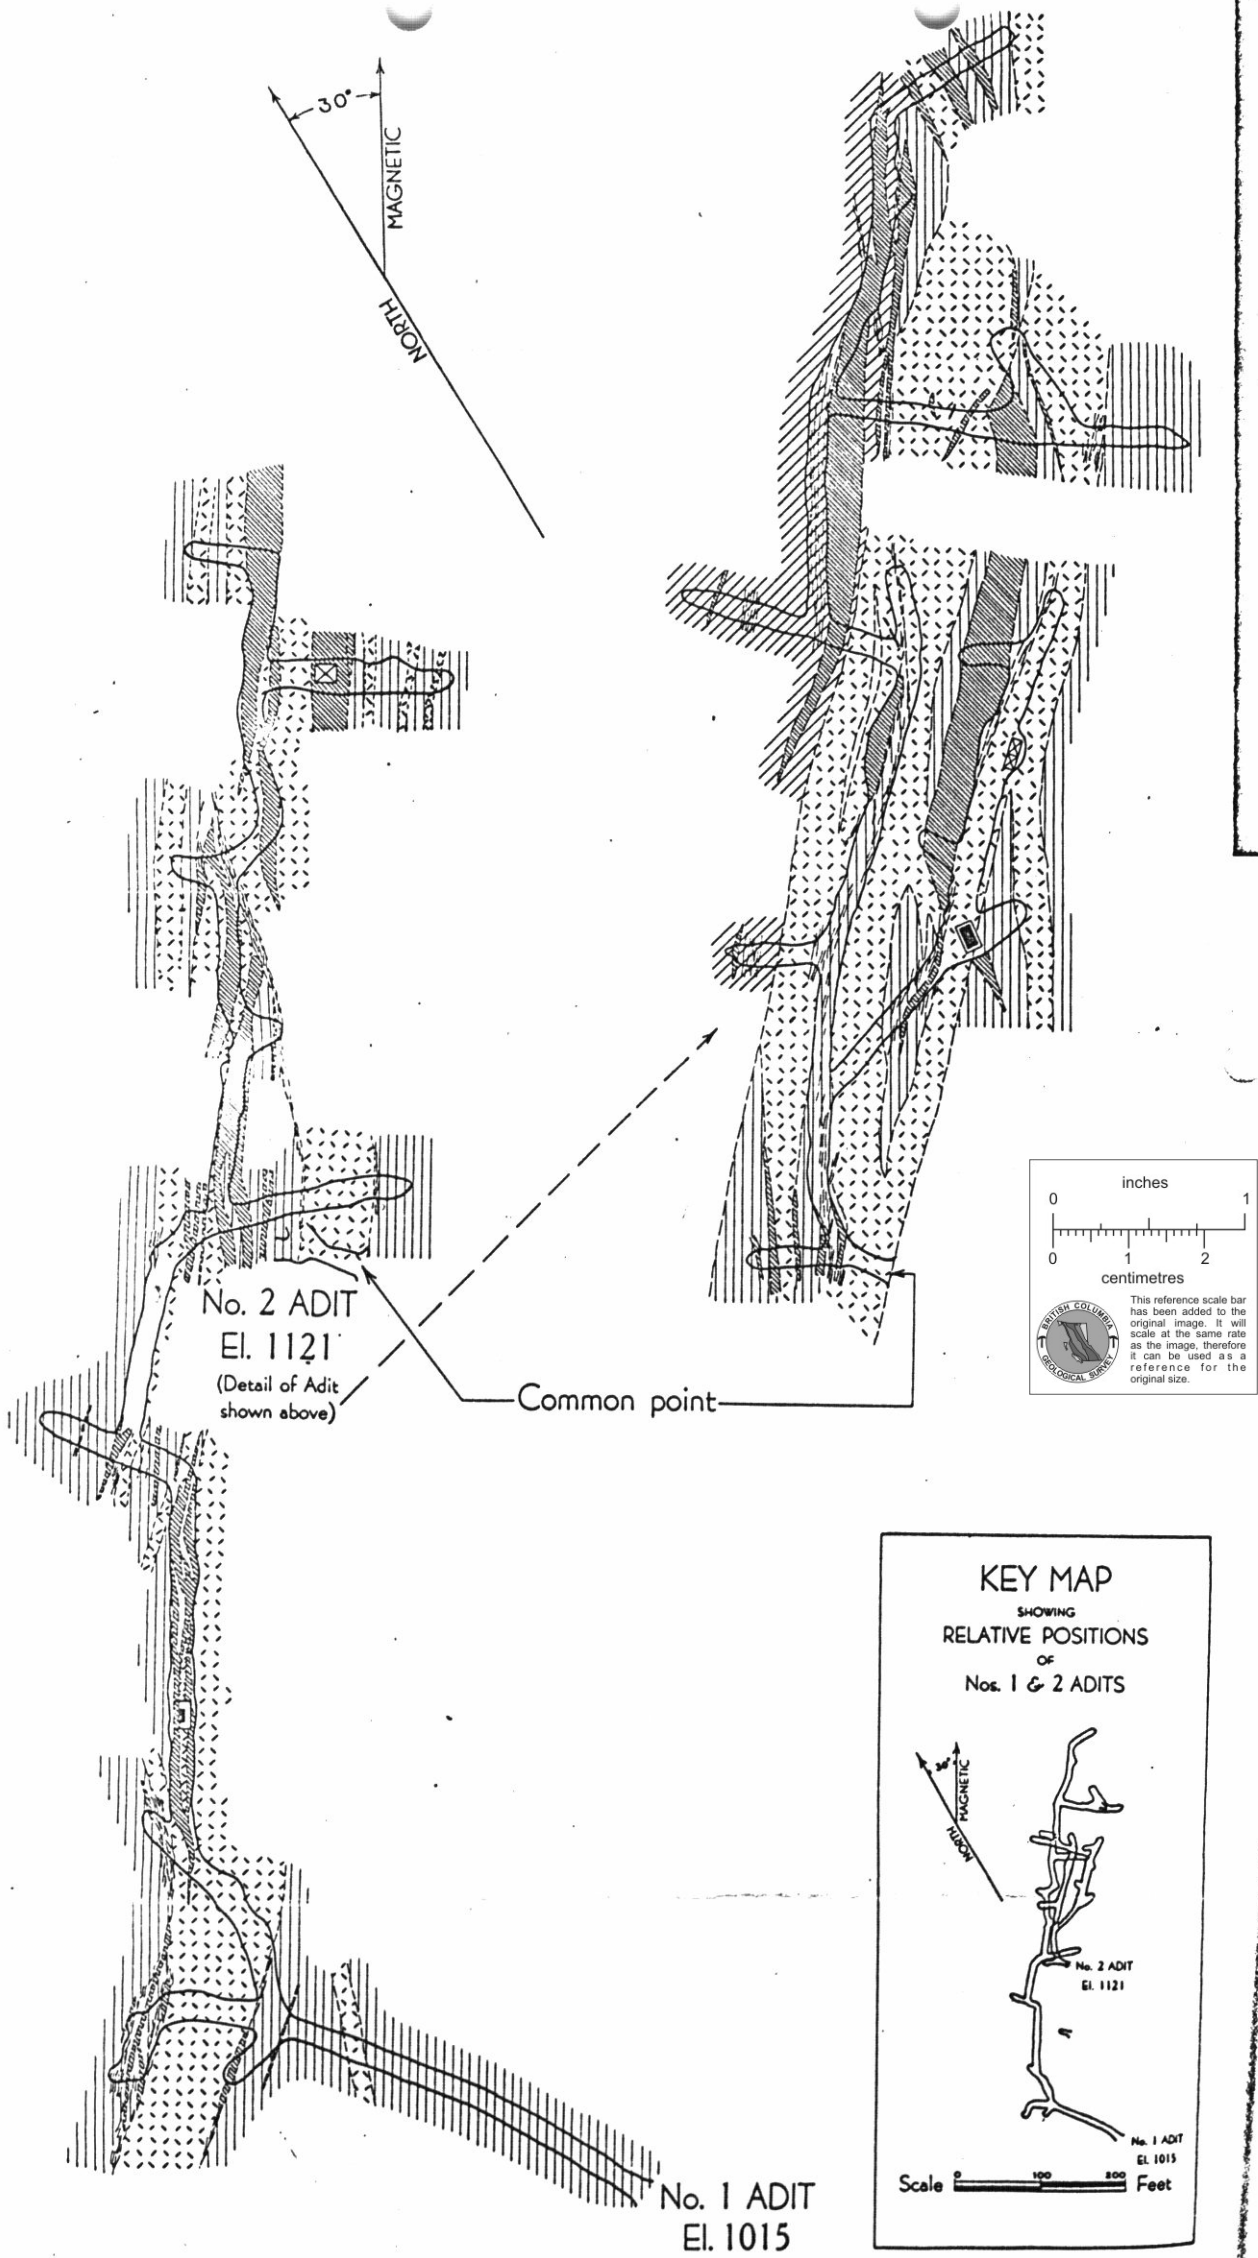 30°
MAGNETIC
NORTH
No. 2 ADIT
El. 1121
(Detail of Adit
shown above)
Common point
inches
0 1
0 1 2
centimetres
BRITISH COLUMBIA
GEOLOGICAL SURVEY
This reference scale bar
has been added to the
original image. It will
scale at the same rate
as the image, therefore
it can be used as a
reference for the
original size.
KEY MAP
SHOWING
RELATIVE POSITIONS
OF
Nos. 1 & 2 ADITS
30°
MAGNETIC
NORTH
No. 2 ADIT
El. 1121
No. 1 ADIT
El. 1015
Scale 0 100 200 Feet
No. 1 ADIT
El. 1015